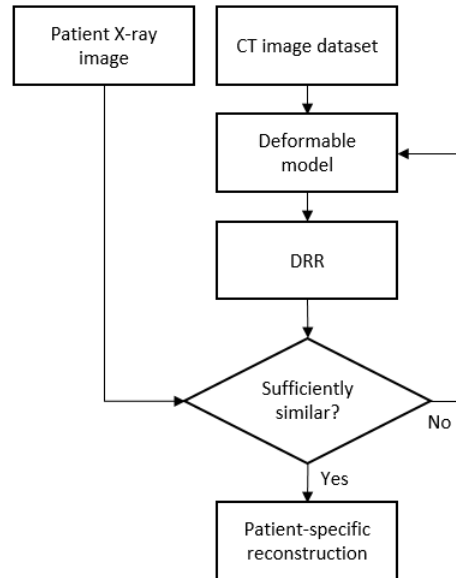 Patient X-ray
image
CT image dataset
Deformable
model
DRR
Sufficiently
similar?
No
Yes
Patient-specific
reconstruction